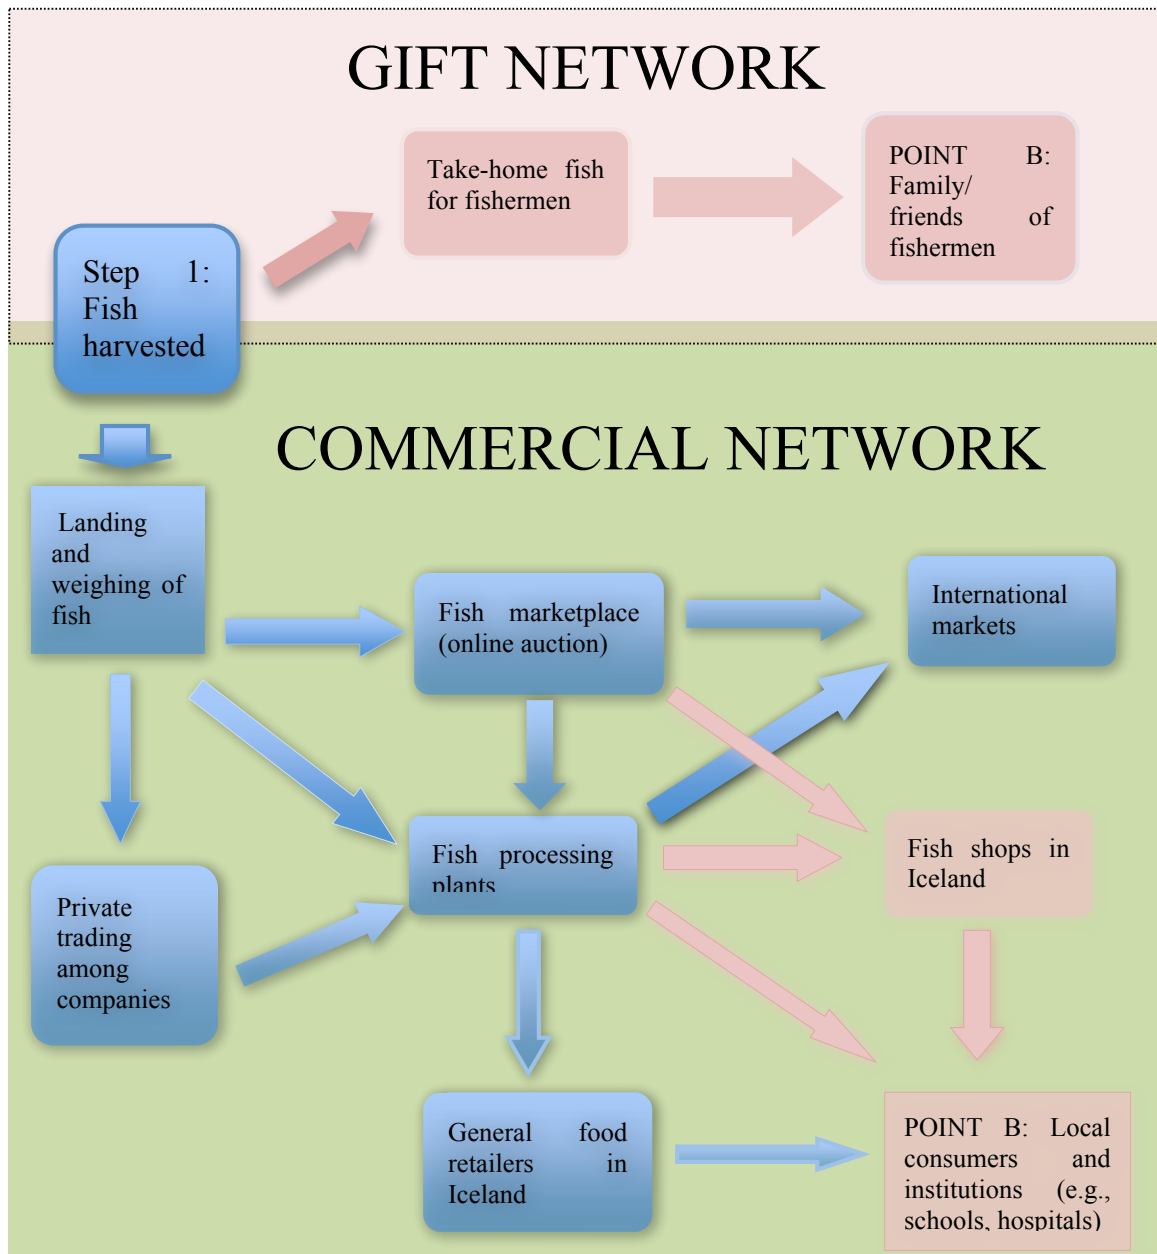 GIFT NETWORK
Take-home fish
for fishermen
POINT B:
Family/
friends of
fishermen
Step 1:
Fish
harvested
COMMERCIAL NETWORK
Landing
and
weighing of
fish
Fish marketplace
(online auction)
International
markets
Fish processing
plants
Fish shops in
Iceland
Private
trading
among
companies
General food
retailers in
Iceland
POINT B: Local
consumers and
institutions (e.g.,
schools, hospitals)